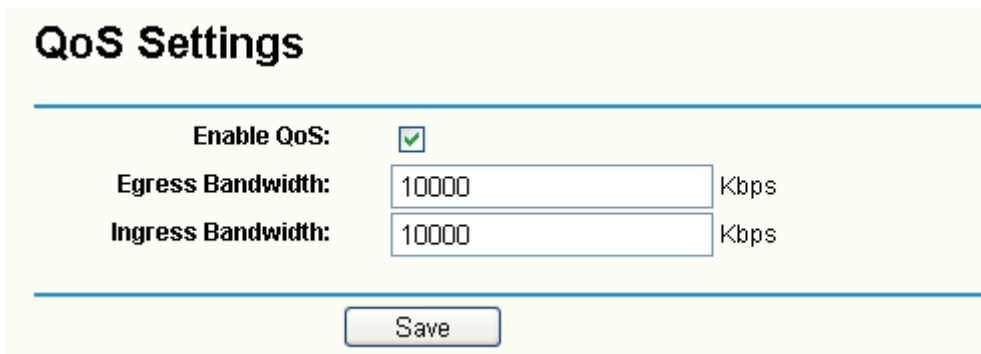 QoS Settings
Enable QoS:
Egress Bandwidth: 10000 Kbps
Ingress Bandwidth: 10000 Kbps
Save